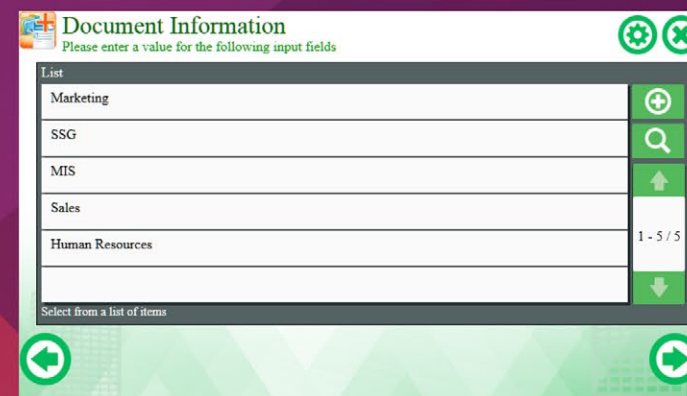 Document Information
Please enter a value for the following input fields
List
Marketing
SSG
MIS
Sales
Human Resources
1 - 5 / 5
Select from a list of items